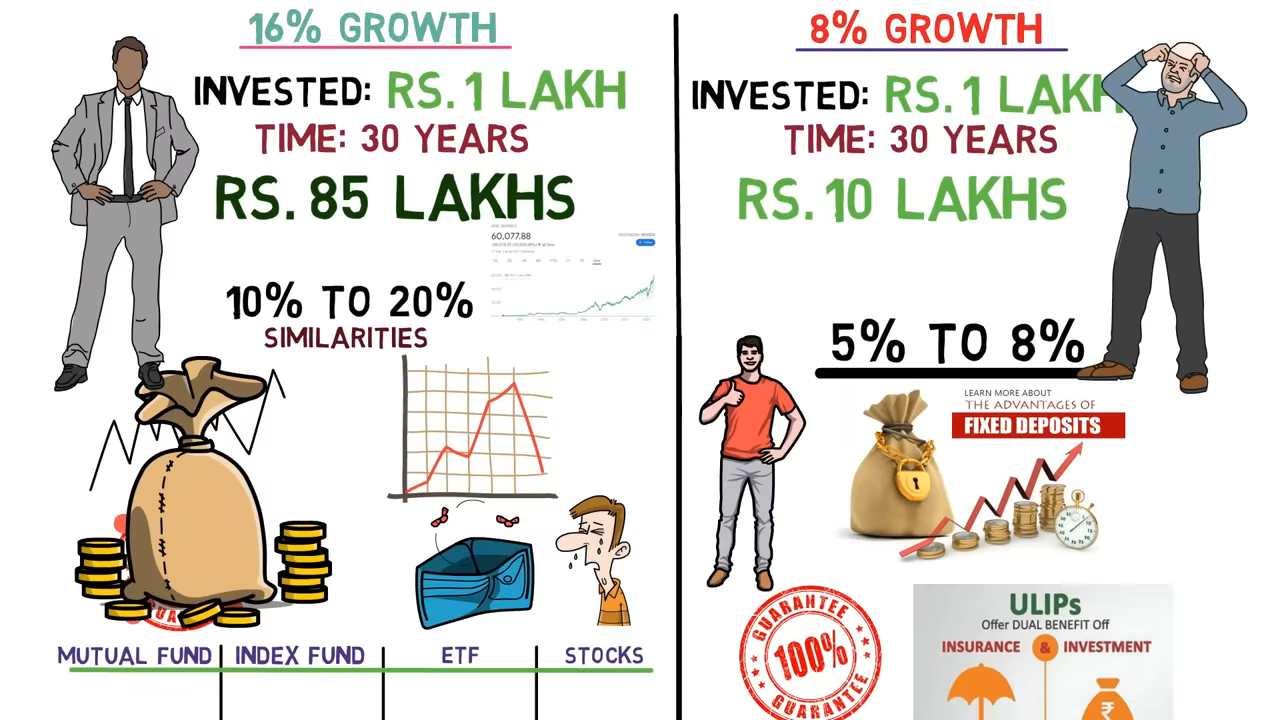 16% GROWTH
INVESTED: RS. 1 LAKH
TIME: 30 YEARS
RS. 85 LAKHS
60,077.88
10% TO 20%
SIMILARITIES
MUTUAL FUND
INDEX FUND
ETF
STOCKS
8% GROWTH
INVESTED: RS. 1 LAKH
TIME: 30 YEARS
RS. 10 LAKHS
5% TO 8%
LEARN MORE ABOUT
THE ADVANTAGES OF
FIXED DEPOSITS
GUARANTEE
100%
GUARANTEE
ULIPs
Offer DUAL BENEFIT Off
INSURANCE & INVESTMENT
₹